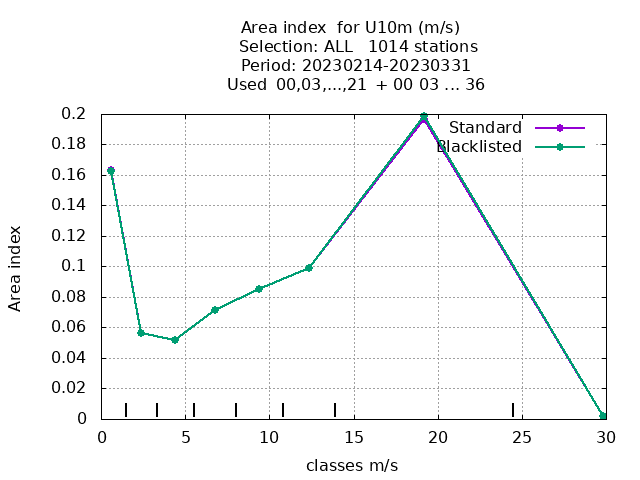 Area index  for U10m (m/s)
Selection: ALL   1014 stations
Period: 20230214-20230331
Used  00,03,...,21  + 00 03 ... 36
Standard
Blacklisted
0.2
0.18
0.16
0.14
0.12
0.1
0.08
0.06
0.04
0.02
0
Area index
0 5 10 15 20 25 30
classes m/s